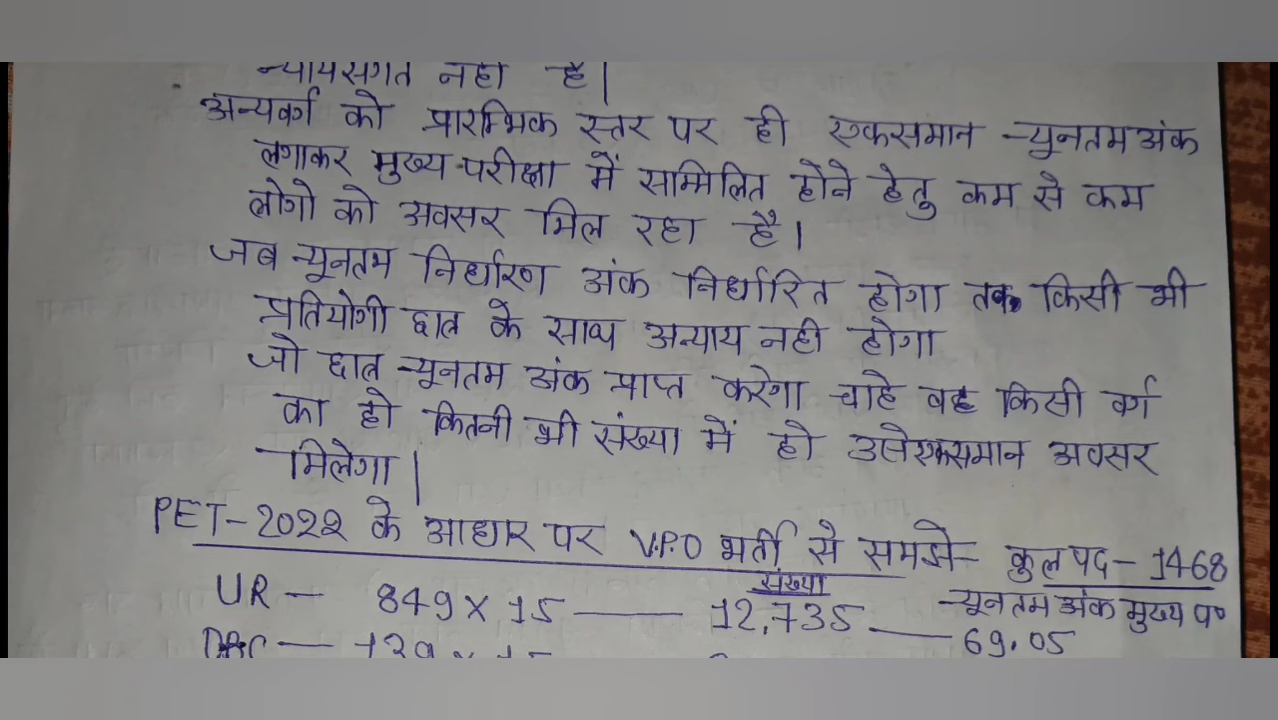 न्यायसंगत नही है।
अन्यवर्ग को प्रारम्भिक स्तर पर ही एकसमान न्यूनतम अंक
लगाकर मुख्य परीक्षा में सम्मिलित होने हेतु कम से कम
लोगो को अवसर मिल रहा है।
जब न्यूनतम निर्धारण अंक निर्धारित होगा तब किसी भी
प्रतियोगी छात्र के साथ अन्याय नही होगा
जो छात्र न्यूनतम अंक प्राप्त करेगा चाहे वह किसी वर्ग
का हो कितनी भी संख्या में हो उसे एकसमान अवसर
मिलेगा।
PET-2022 के आधार पर V.P.O भर्ती से समझे- कुल पद- 1468
संख्या न्यूनतम अंक मुख्य प०
UR - 849 X 15 — 12,735 — 69.05